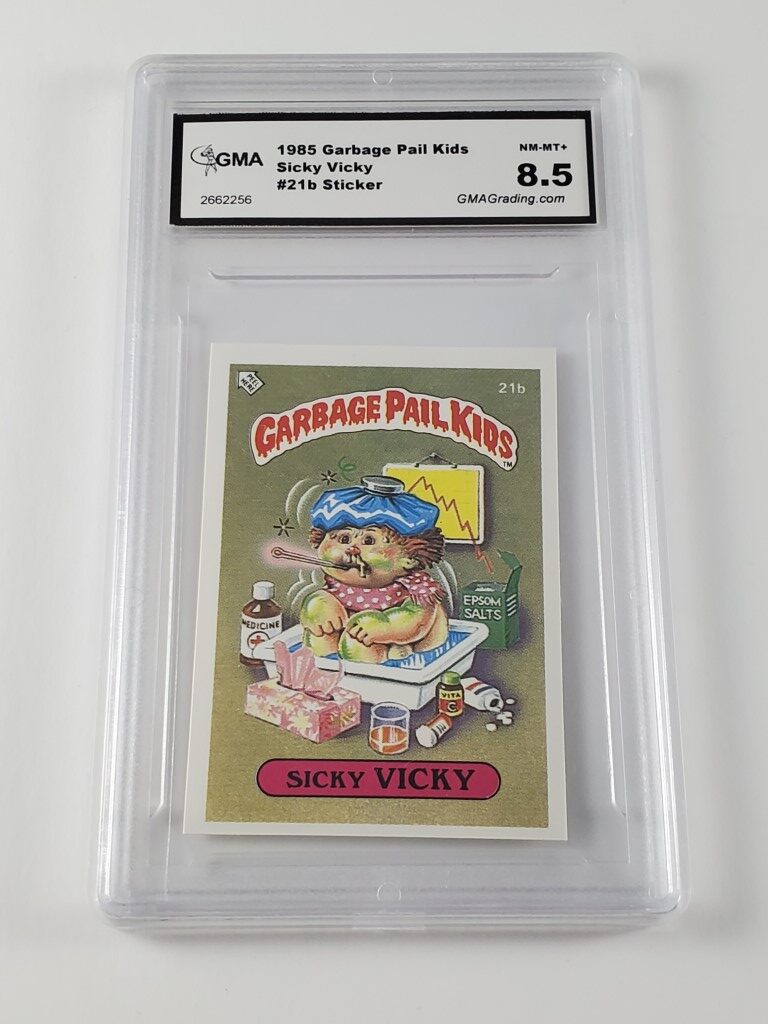 GMA
1985 Garbage Pail Kids
Sicky Vicky
#21b Sticker
2662256
NM-MT+
8.5
GMAGrading.com
PEEL
HERE
21b
GARBAGE PAIL KIDS
TM
EPSOM
SALTS
MEDICINE
VITA
C
SICKY VICKY